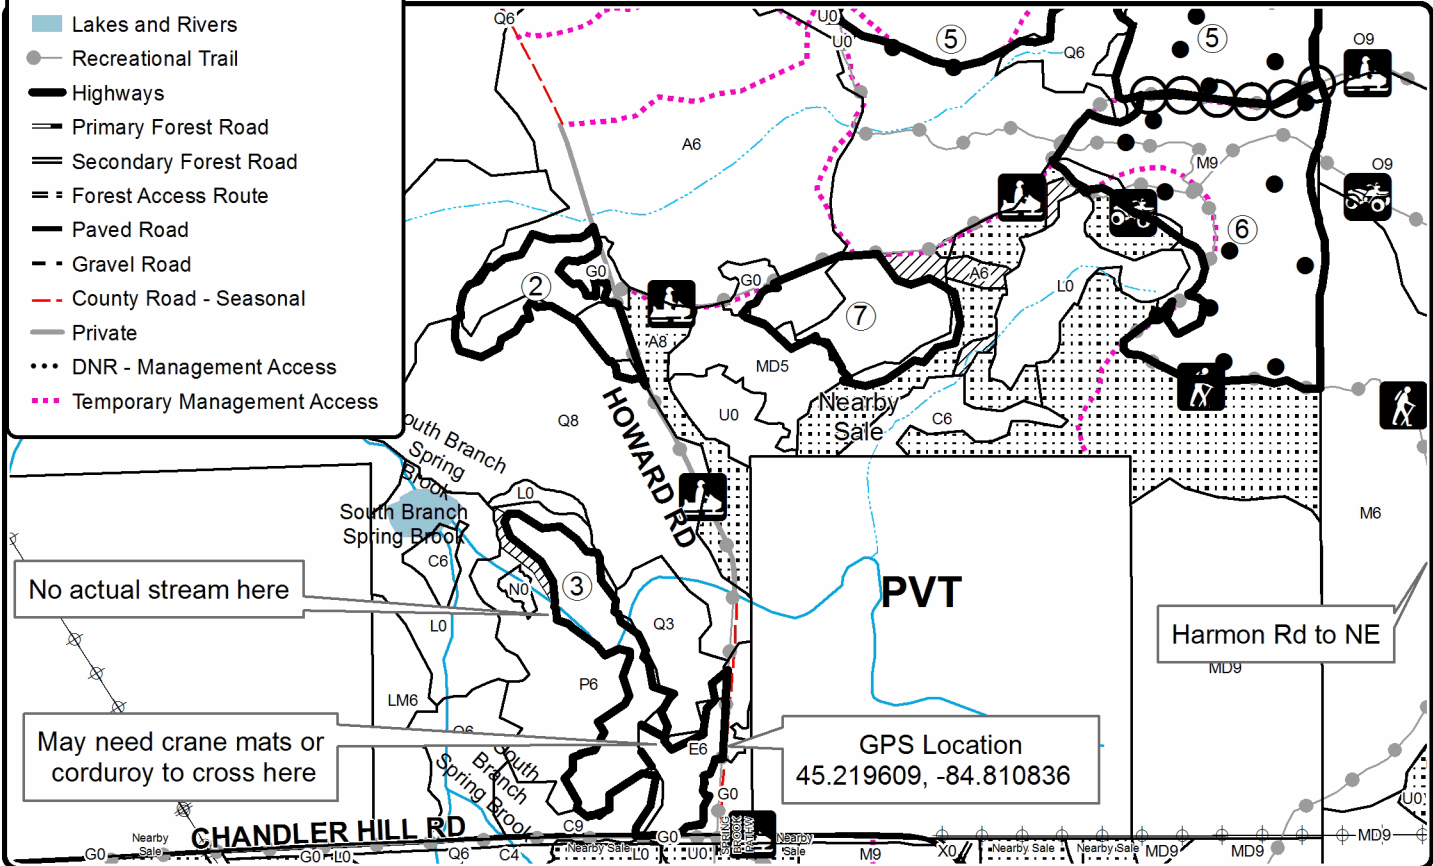 Lakes and Rivers
Recreational Trail
Highways
Primary Forest Road
Secondary Forest Road
Forest Access Route
Paved Road
Gravel Road
County Road - Seasonal
Private
DNR - Management Access
Temporary Management Access
Q6
U0
U0
5
Q6
5
O9
A6
M9
O9
6
2
G0
G0
A6
L0
7
A8
MD5
Nearby
Sale
U0
C6
Q8
HOWARD RD
South Branch
Spring
Brook
L0
South Branch
Spring Brook
M6
C6
No actual stream here
N0
3
PVT
L0
Q3
Harmon Rd to NE
MD9
P6
LM6
Q6
May need crane mats or
corduroy to cross here
E6
GPS Location
45.219609, -84.810836
South
Branch
Spring Brook
G0
U0
CHANDLER HILL RD
C9
G0
SPRING
BROOK
PATHW
Nearby
Sale
Nearby
Sale
G0
G0
L0
Q6
C4
Nearby Sale
L0
U0
M9
X0
Nearby Sale
Nearby Sale
MD9
MD9
MD9